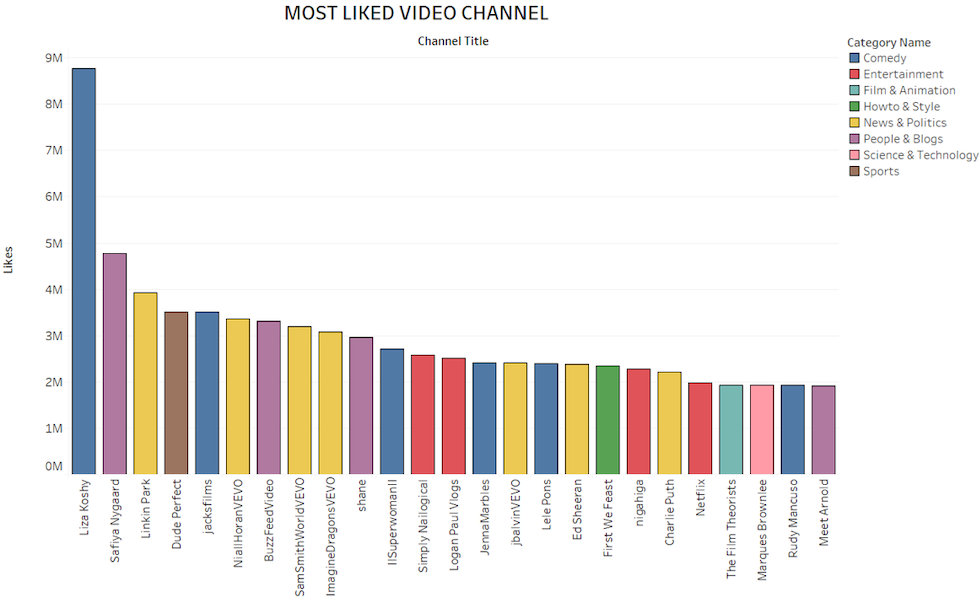 MOST LIKED VIDEO CHANNEL
Channel Title
Category Name
Comedy
Entertainment
Film & Animation
Howto & Style
News & Politics
People & Blogs
Science & Technology
Sports
Likes
9M
8M
7M
6M
5M
4M
3M
2M
1M
0M
Liza Koshy
Safiya Nygaard
Linkin Park
Dude Perfect
jacksfilms
NiallHoranVEVO
BuzzFeedVideo
SamSmithWorldVEVO
ImagineDragonsVEVO
shane
IISuperwomanII
Simply Nailogical
Logan Paul Vlogs
JennaMarbles
jbalvinVEVO
Lele Pons
Ed Sheeran
First We Feast
nigahiga
Charlie Puth
Netflix
The Film Theorists
Marques Brownlee
Rudy Mancuso
Meet Arnold